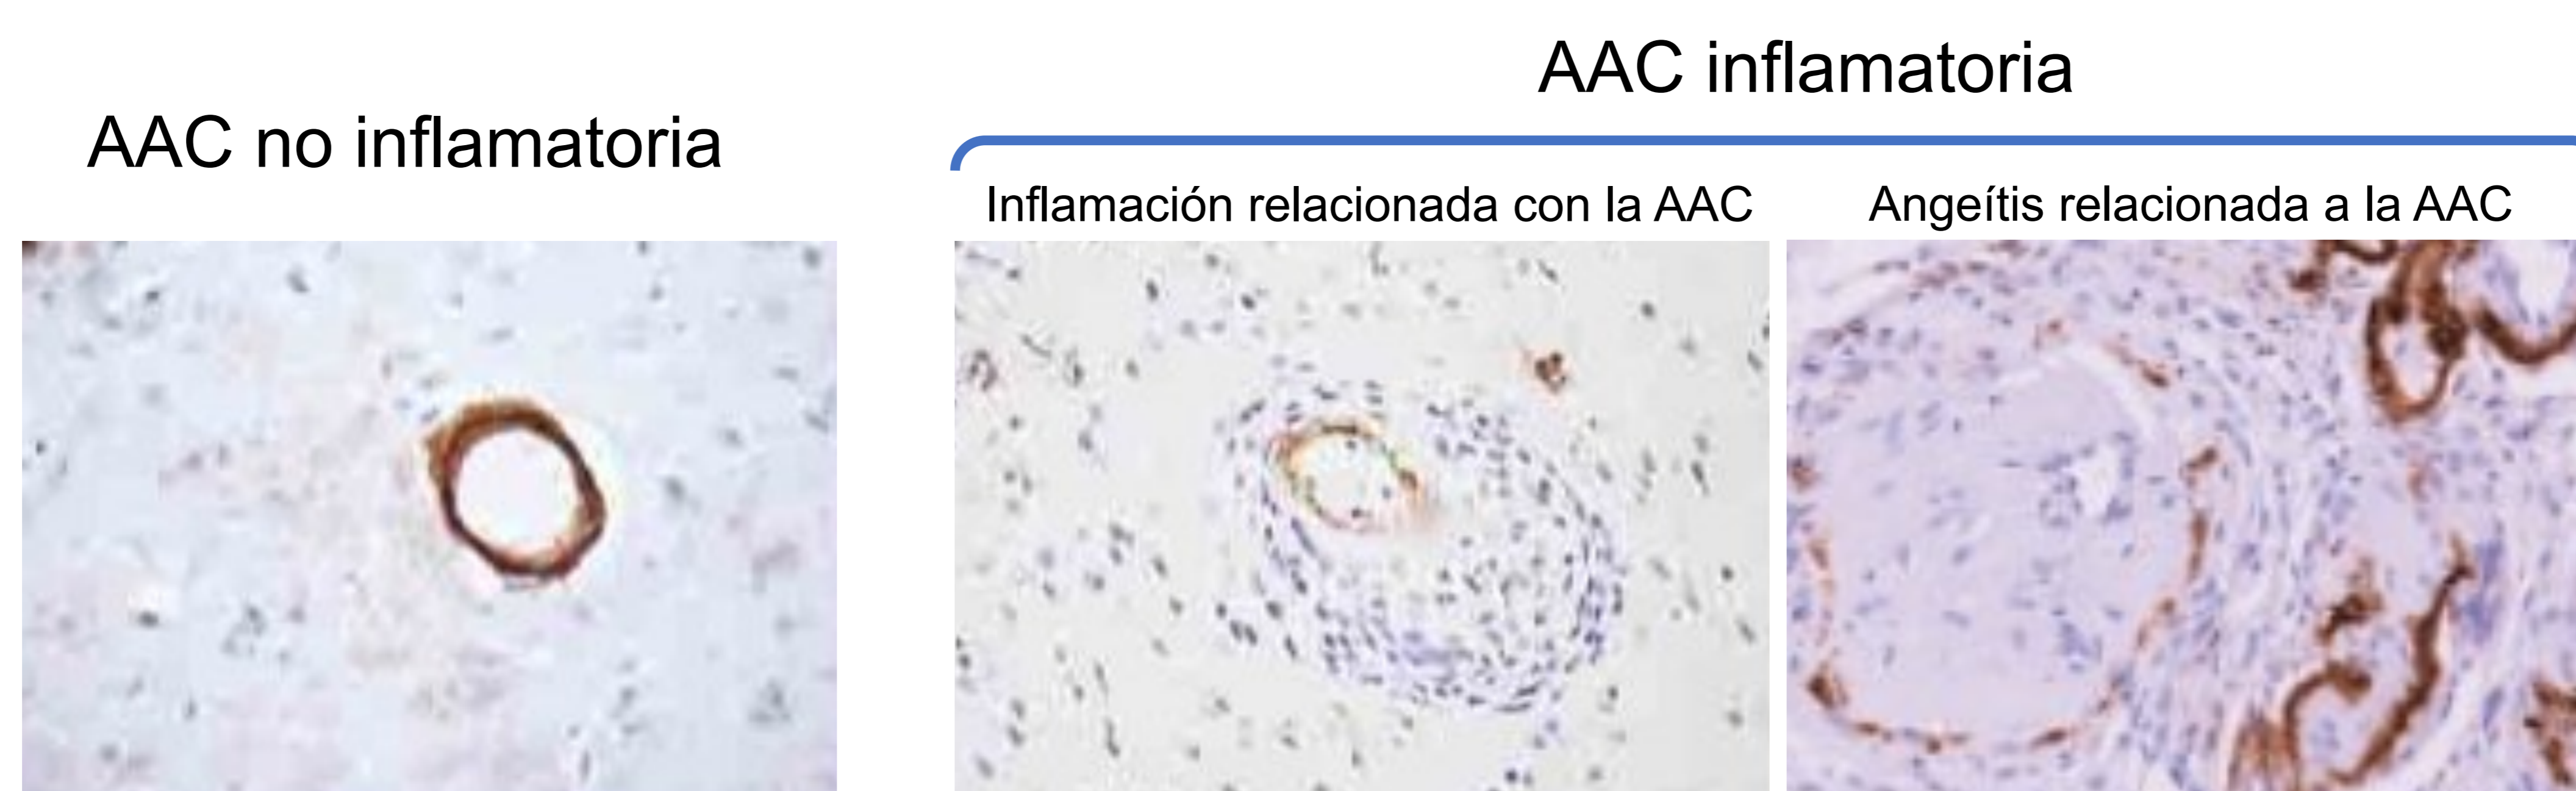 AAC inflamatoria
AAC no inflamatoria
Inflamación relacionada con la AAC
Angeítis relacionada a la AAC